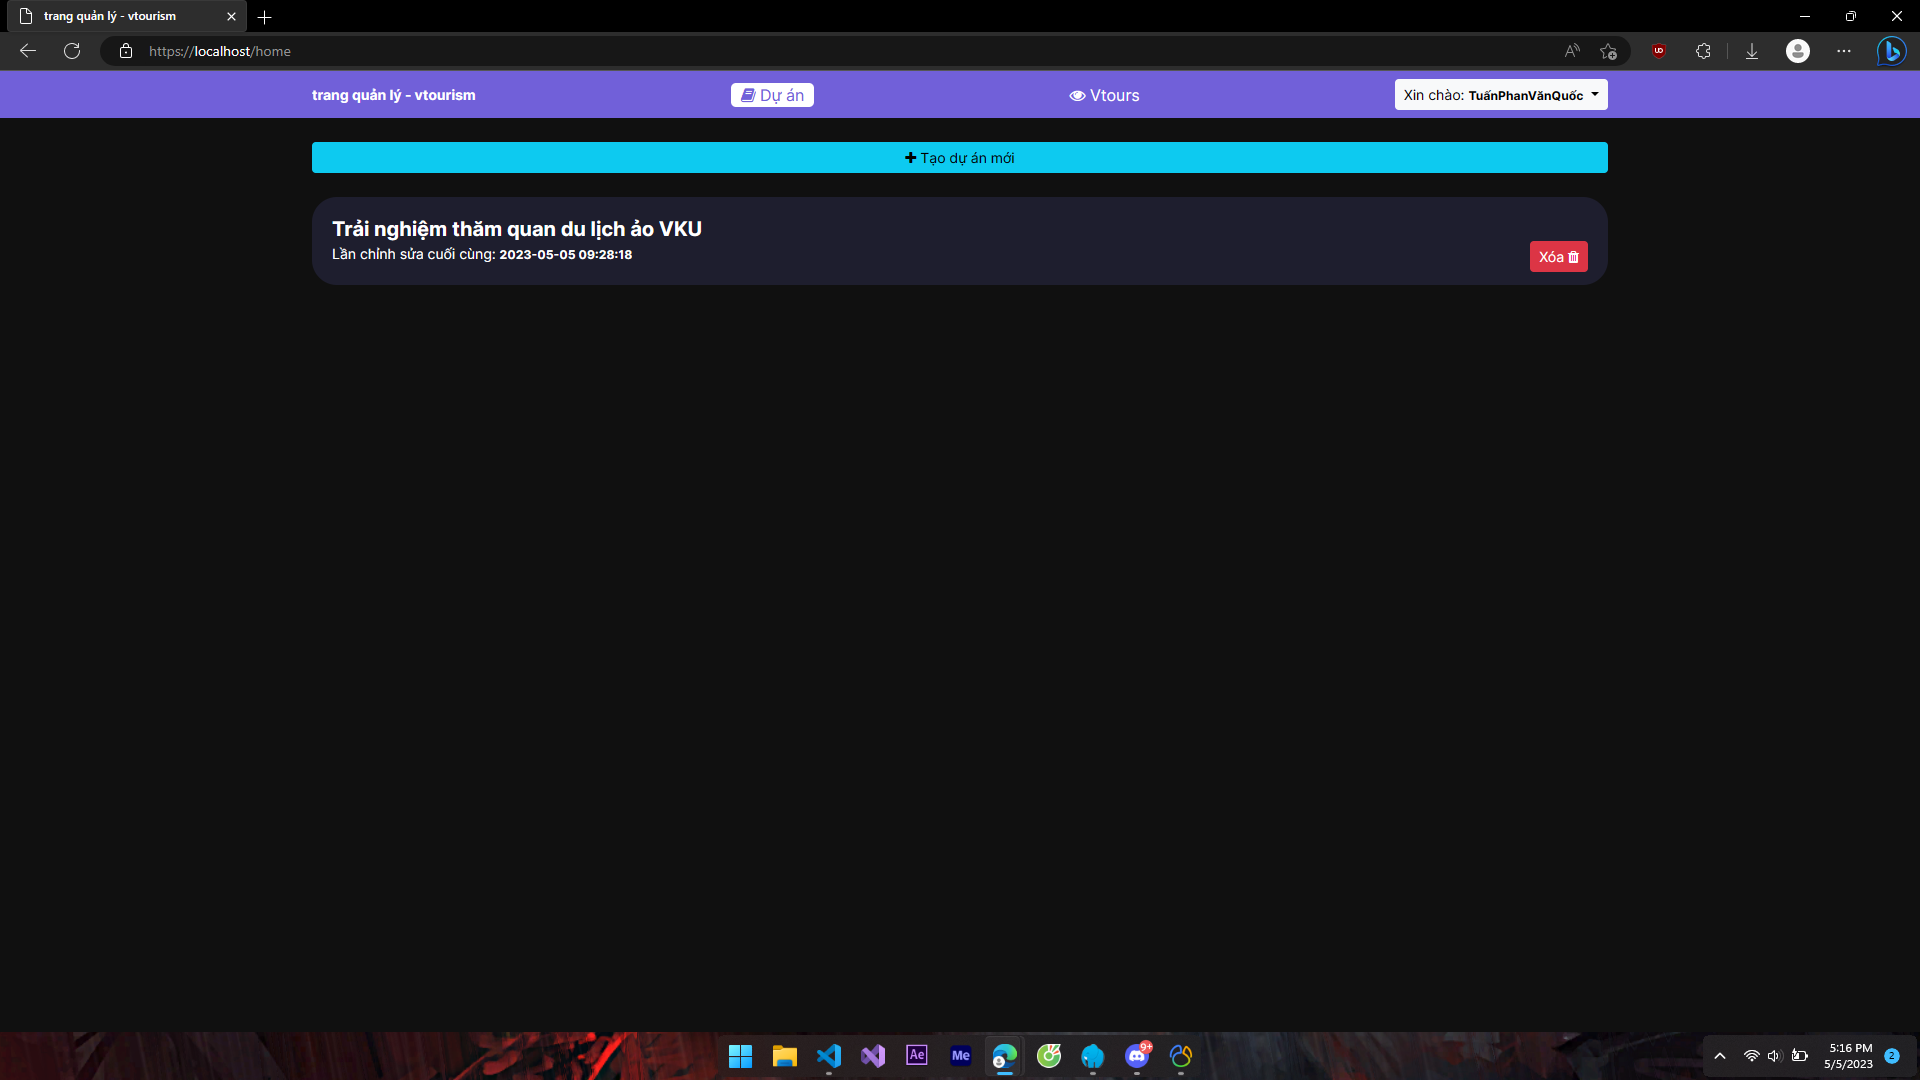 trang quản lý - vtourism
https://localhost/home
trang quản lý - vtourism
Dự án
Vtours
Xin chào: TuấnPhanVănQuốc
Tạo dự án mới
Trải nghiệm thăm quan du lịch ảo VKU
Lần chỉnh sửa cuối cùng: 2023-05-05 09:28:18
Xóa
Ae
Me
9+
5:16 PM
5/5/2023
2